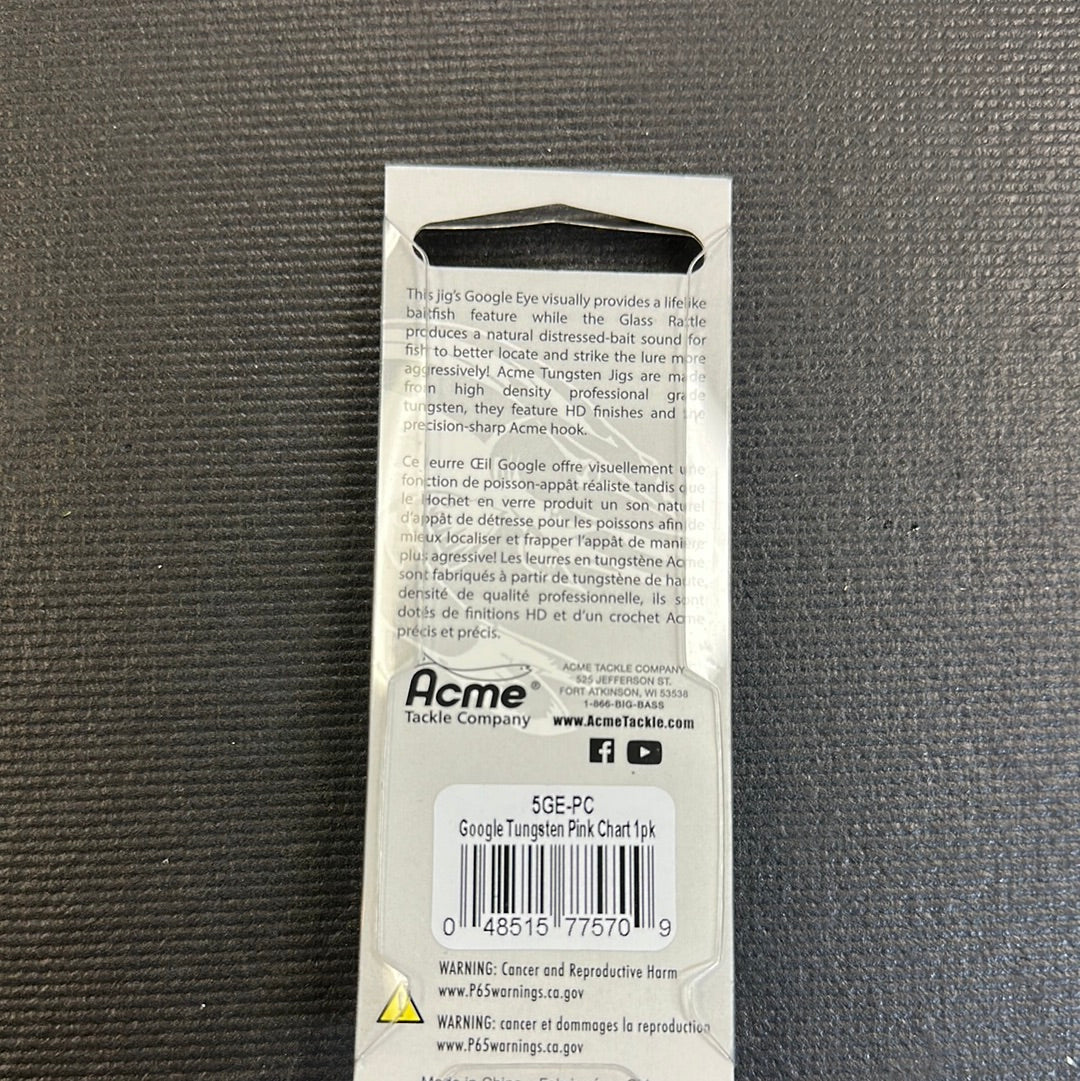 This jig's Google Eye visually provides a lifelike
baitfish feature while the Glass Rattle
produces a natural distressed-bait sound for
fish to better locate and strike the lure more
aggressively! Acme Tungsten Jigs are made
from high density professional grade
tungsten, they feature HD finishes and the
precision-sharp Acme hook.
Ce leurre Œil Google offre visuellement une
fonction de poisson-appât réaliste tandis que
le Hochet en verre produit un son naturel
d'appât de détresse pour les poissons afin de
mieux localiser et frapper l'appât de manière
plus agressive! Les leurres en tungstène Acme
sont fabriqués à partir de tungstène de haute
densité de qualité professionnelle, ils sont
dotés de finitions HD et d'un crochet Acme
précis et précis.
Acme®
Tackle Company
ACME TACKLE COMPANY
525 JEFFERSON ST.
FORT ATKINSON, WI 53538
1-866-BIG-BASS
www.AcmeTackle.com
5GE-PC
Google Tungsten Pink Chart 1pk
0 48515 77570 9
WARNING: Cancer and Reproductive Harm
www.P65warnings.ca.gov
WARNING: cancer et dommages la reproduction
www.P65warnings.ca.gov
Made in China